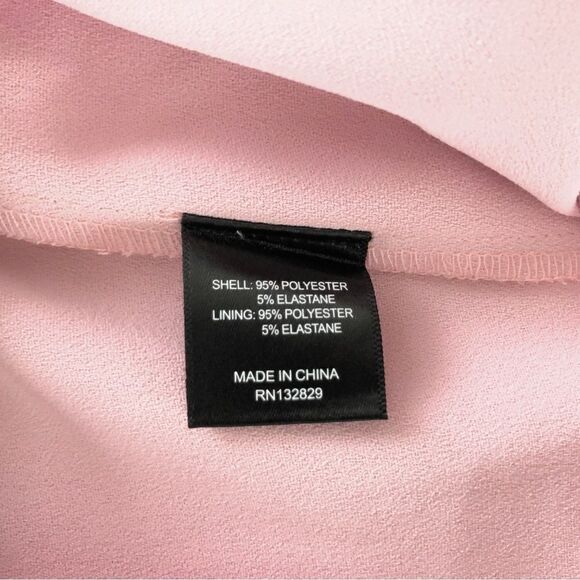 SHELL: 95% POLYESTER
5% ELASTANE
LINING: 95% POLYESTER
5% ELASTANE
MADE IN CHINA
RN132829